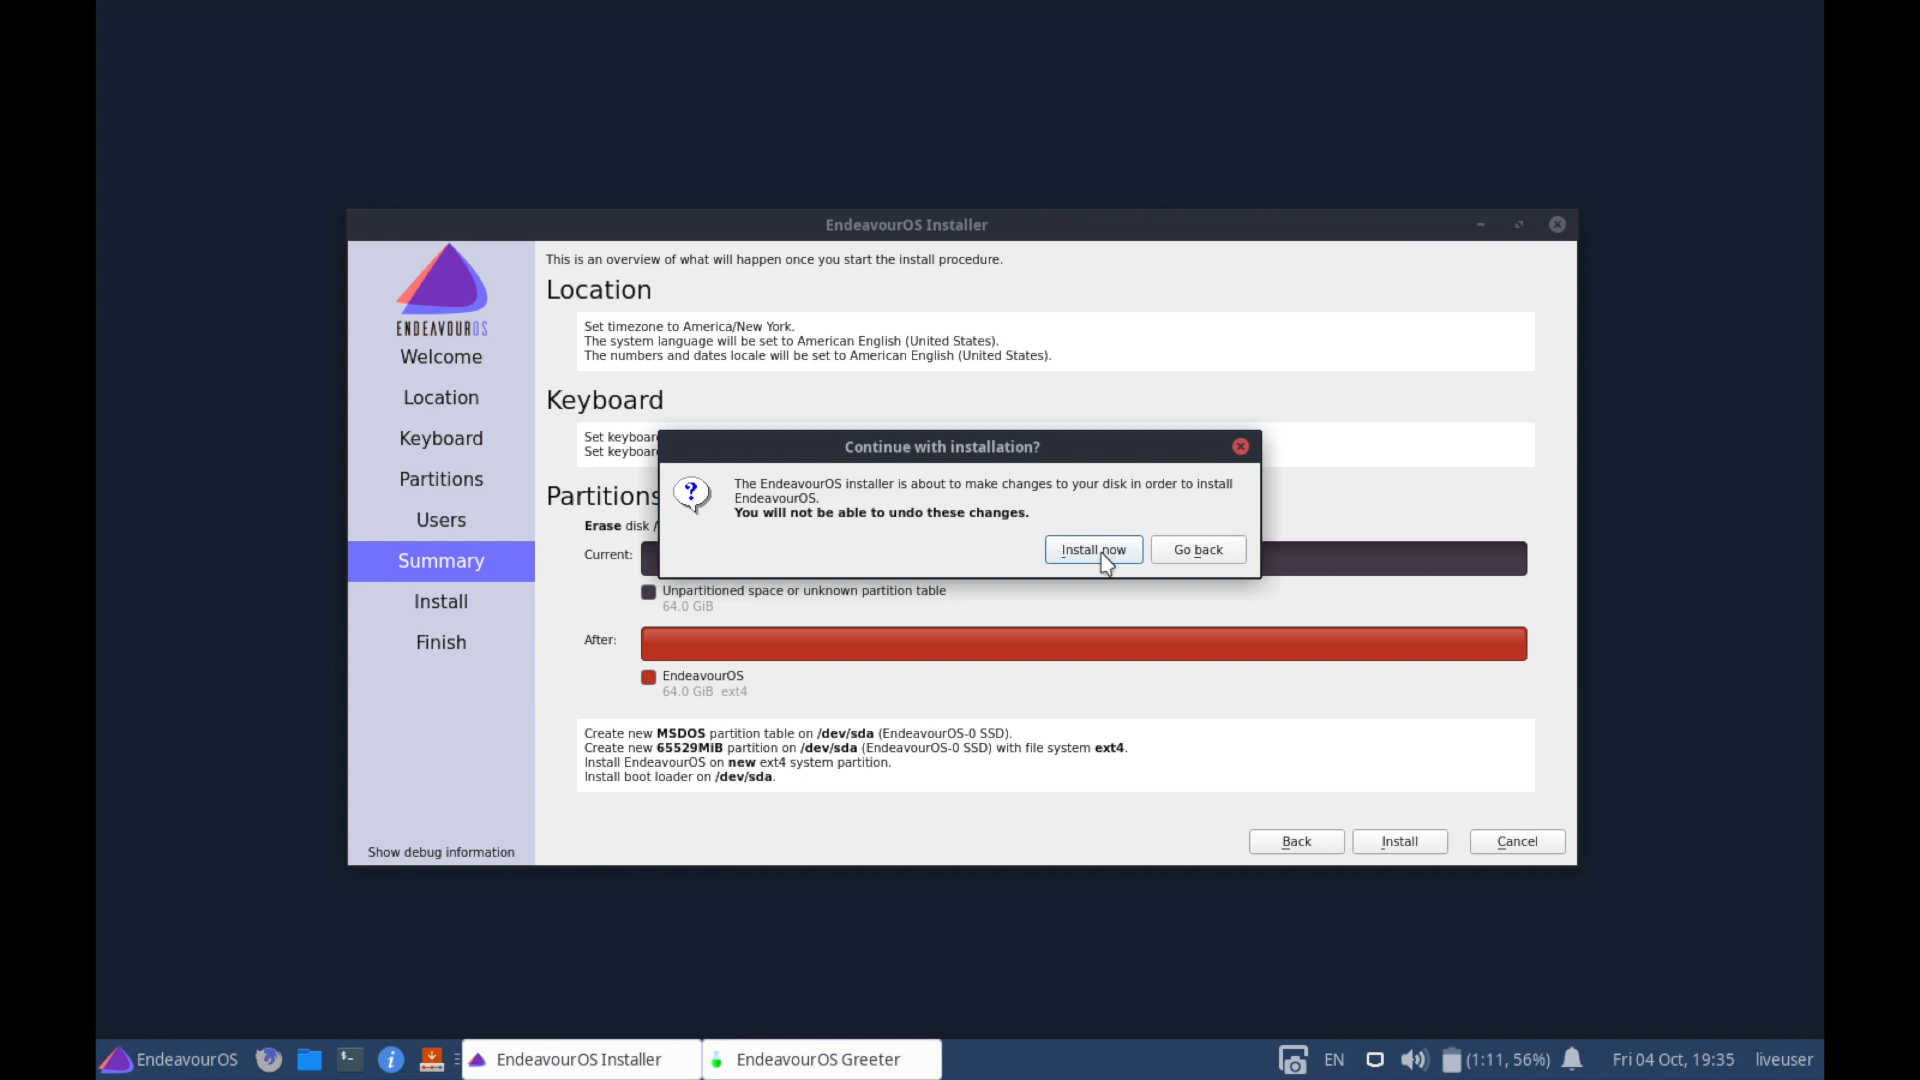 EndeavourOS Installer
ENDEAVOUROS
Welcome
Location
Keyboard
Partitions
Users
Summary
Install
Finish
Show debug information
This is an overview of what will happen once you start the install procedure.
Location
Set timezone to America/New York.
The system language will be set to American English (United States).
The numbers and dates locale will be set to American English (United States).
Keyboard
Set keyboar
Set keyboar
Continue with installation?
The EndeavourOS installer is about to make changes to your disk in order to install
EndeavourOS.
You will not be able to undo these changes.
Install now
Go back
Partitions
Erase disk /
Current:
Unpartitioned space or unknown partition table
64.0 GiB
After:
EndeavourOS
64.0 GiB ext4
Create new MSDOS partition table on /dev/sda (EndeavourOS-0 SSD).
Create new 65529MiB partition on /dev/sda (EndeavourOS-0 SSD) with file system ext4.
Install EndeavourOS on new ext4 system partition.
Install boot loader on /dev/sda.
Back
Install
Cancel
EndeavourOS
EndeavourOS Installer
EndeavourOS Greeter
EN
(1:11, 56%)
Fri 04 Oct, 19:35
liveuser